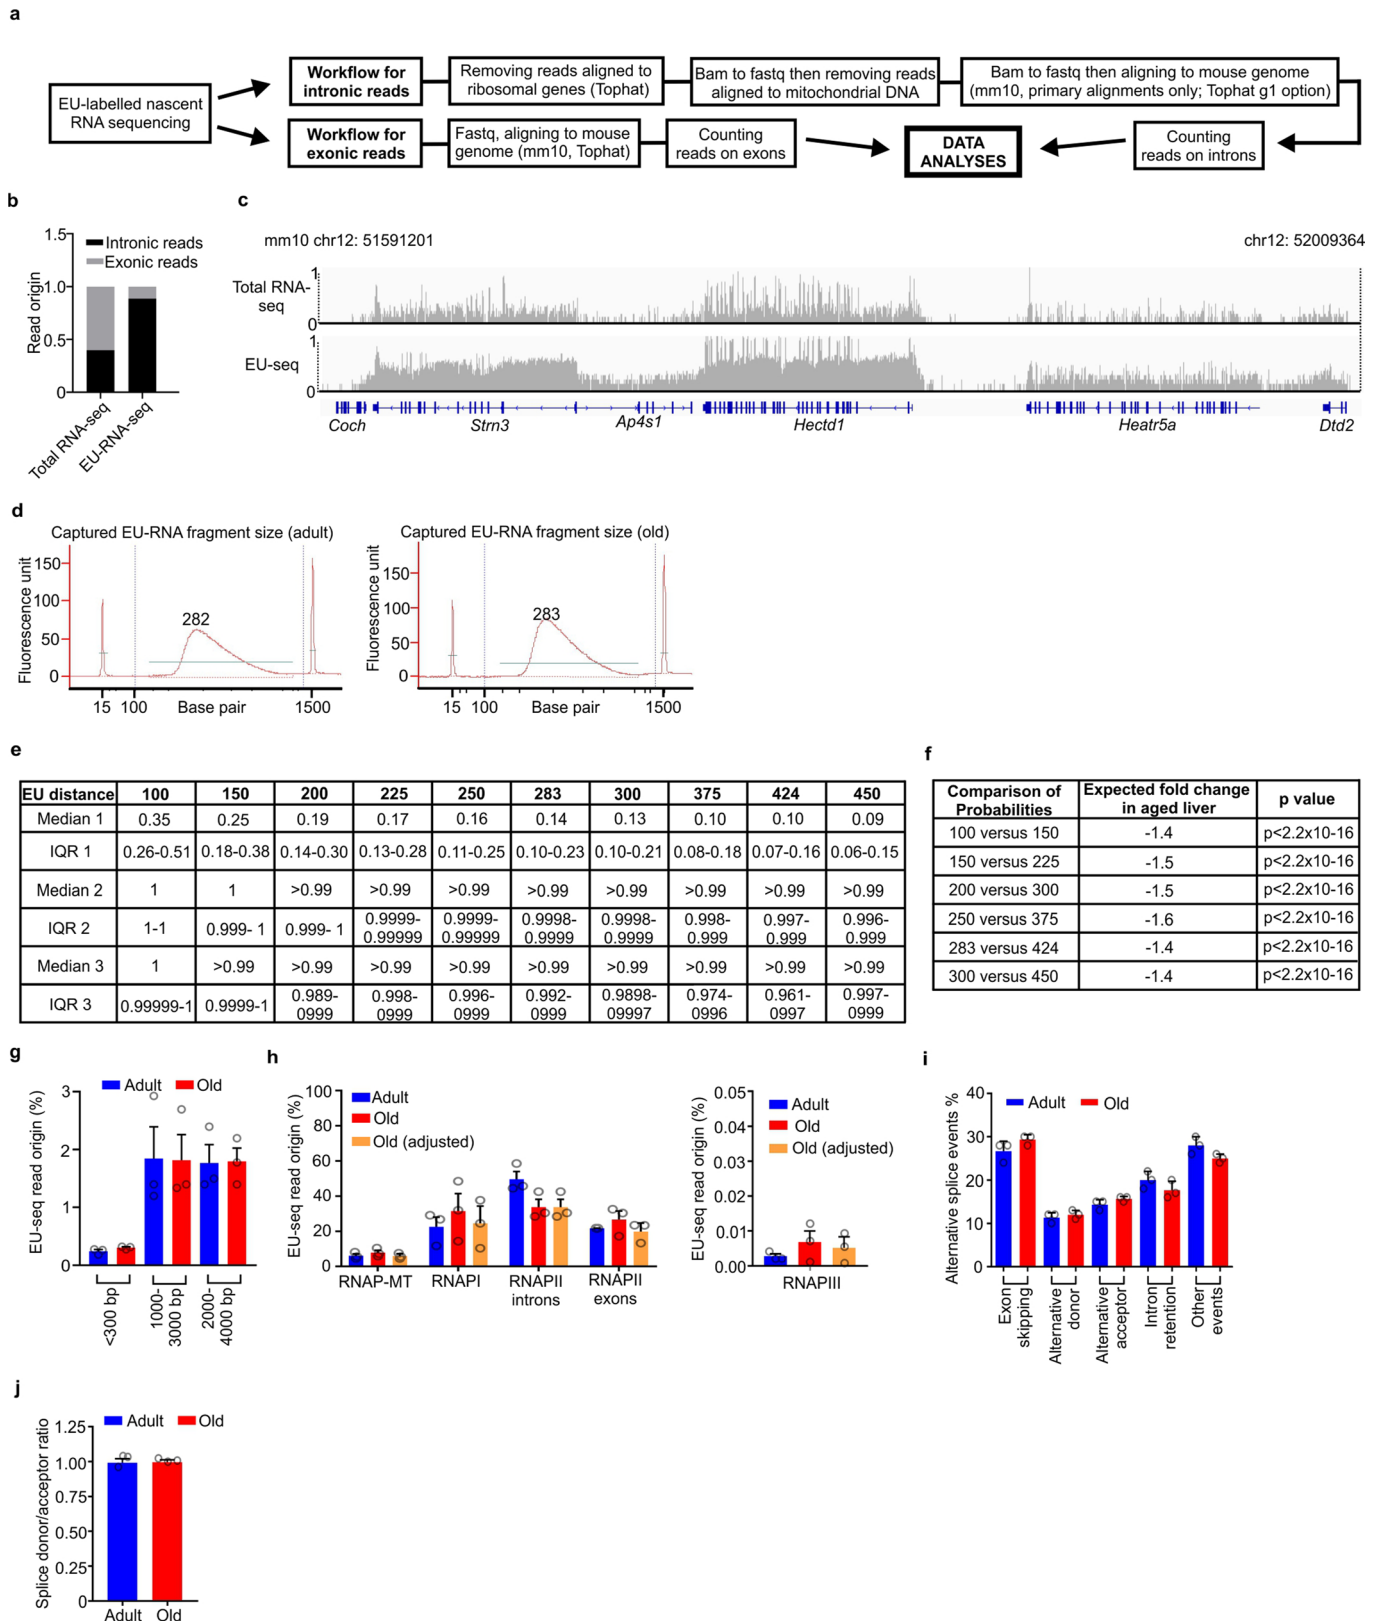 a
EU-labelled nascent
RNA sequencing
Workflow for
intronic reads
Removing reads aligned to
ribosomal genes (Tophat)
Bam to fastq then removing reads
aligned to mitochondrial DNA
Bam to fastq then aligning to mouse genome
(mm10, primary alignments only; Tophat g1 option)
Workflow for
exonic reads
Fastq, aligning to mouse
genome (mm10, Tophat)
Counting
reads on exons
DATA
ANALYSES
Counting
reads on introns
b
1.5
1.0
0.5
0
Read origin
Intronic reads
Exonic reads
Total RNA-seq
EU-RNA-seq
c
mm10 chr12: 51591201
chr12: 52009364
Total RNA-
seq
1
0
EU-seq
1
0
Coch
Strn3
Ap4s1
Hectd1
Heatr5a
Dtd2
d
Captured EU-RNA fragment size (adult)
Fluorescence unit
150
100
50
0
282
15 100 Base pair 1500
Captured EU-RNA fragment size (old)
Fluorescence unit
150
100
50
0
283
15 100 Base pair 1500
e
EU distance 100 150 200 225 250 283 300 375 424 450
Median 1 0.35 0.25 0.19 0.17 0.16 0.14 0.13 0.10 0.10 0.09
IQR 1 0.26-0.51 0.18-0.38 0.14-0.30 0.13-0.28 0.11-0.25 0.10-0.23 0.10-0.21 0.08-0.18 0.07-0.16 0.06-0.15
Median 2 1 1 >0.99 >0.99 >0.99 >0.99 >0.99 >0.99 >0.99 >0.99
IQR 2 1-1 0.999- 1 0.999- 1 0.9999-0.99999 0.9999-0.99999 0.9998-0.9999 0.9998-0.9999 0.998-0.999 0.997-0.999 0.996-0.999
Median 3 1 >0.99 >0.99 >0.99 >0.99 >0.99 >0.99 >0.99 >0.99 >0.99
IQR 3 0.99999-1 0.9999-1 0.989-0999 0.998-0999 0.996-0999 0.992-0999 0.9898-09997 0.974-0996 0.961-0997 0.997-0999
f
Comparison of Probabilities Expected fold change in aged liver p value
100 versus 150 -1.4 p<2.2x10-16
150 versus 225 -1.5 p<2.2x10-16
200 versus 300 -1.5 p<2.2x10-16
250 versus 375 -1.6 p<2.2x10-16
283 versus 424 -1.4 p<2.2x10-16
300 versus 450 -1.4 p<2.2x10-16
g
Adult Old
EU-seq read origin (%)
3
2
1
0
<300 bp
1000-
3000 bp
2000-
4000 bp
h
EU-seq read origin (%)
100
80
60
40
20
0
Adult
Old
Old (adjusted)
RNAP-MT
RNAPI
RNAPII
introns
RNAPII
exons
EU-seq read origin (%)
0.05
0.04
0.03
0.02
0.01
0.00
Adult
Old
Old (adjusted)
RNAPIII
i
Alternative splice events %
40
30
20
10
0
Adult Old
Exon
skipping
Alternative
donor
Alternative
acceptor
Intron
retention
Other
events
j
Adult Old
Splice donor/acceptor ratio
1.25
1.00
0.75
0.50
0.25
0
Adult Old